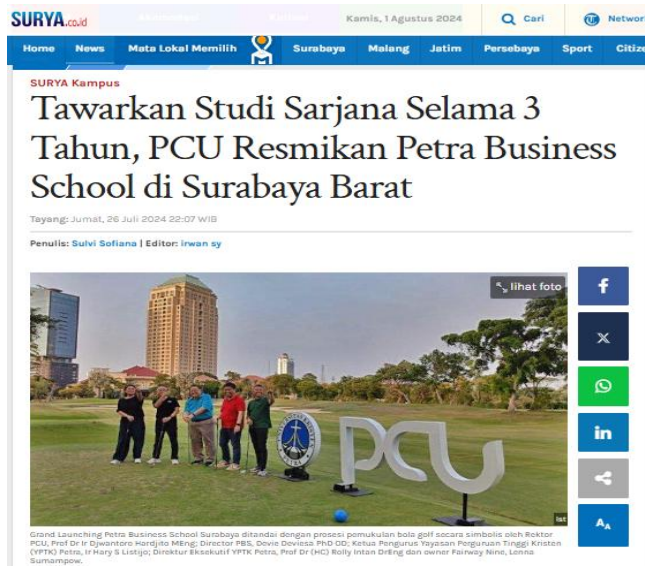 SURYA.co.id
Kamis, 1 Agustus 2024
Cari
Network
Home News Mata Lokal Memilih Surabaya Malang Jatim Persebaya Sport Citize
SURYA Kampus
Tawarkan Studi Sarjana Selama 3
Tahun, PCU Resmikan Petra Business
School di Surabaya Barat
Tayang: Jumat, 26 Juli 2024 22:07 WIB
Penulis: Sulvi Sofiana | Editor: irwan sy
lihat foto
PCU
Ist
Grand Launching Petra Business School Surabaya ditandai dengan prosesi pemukulan bola golf secara simbolis oleh Rektor
PCU, Prof Dr Ir Djwantoro Hardjito MEng; Director PBS, Devie Deviesa PhD OD; Ketua Pengurus Yayasan Perguruan Tinggi Kristen
(YPTK) Petra, Ir Hary S Listijo; Direktur Eksekutif YPTK Petra, Prof Dr (HC) Rolly Intan DrEng dan owner Fairway Nine, Lenna
Sumampow.